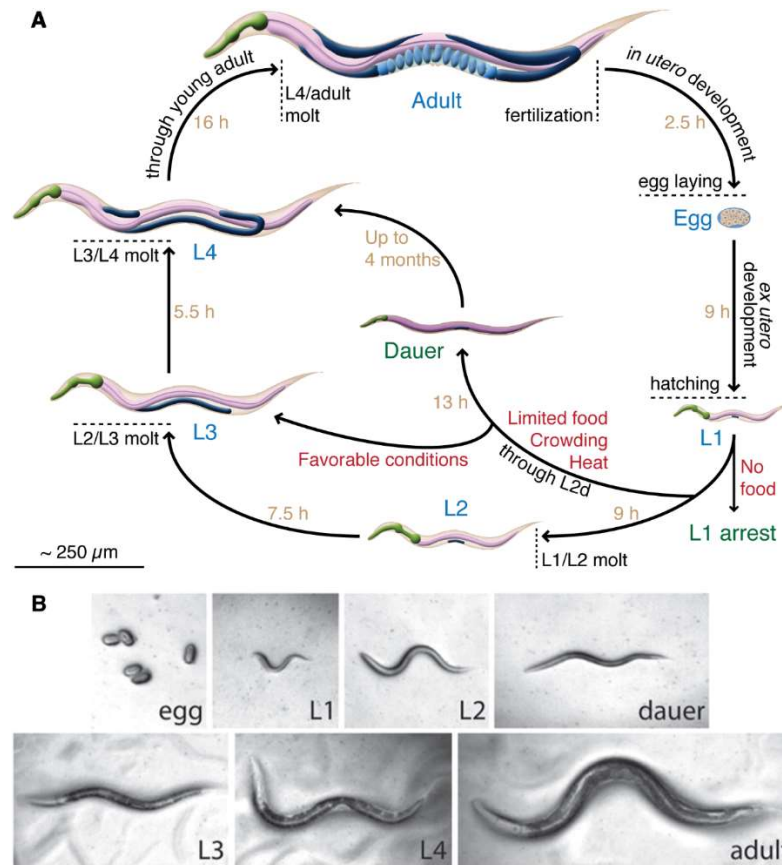 A
through young adult
16 h
L4/adult
molt
Adult
fertilization
in utero development
2.5 h
egg laying
Egg
9 h
ex utero
development
hatching
L1
No
food
L1 arrest
L3/L4 molt
L4
Up to
4 months
5.5 h
Dauer
13 h
Limited food
Crowding
Heat
through L2d
L2/L3 molt
L3
Favorable conditions
7.5 h
L2
9 h
L1/L2 molt
~ 250 µm
B
egg
L1
L2
dauer
L3
L4
adul